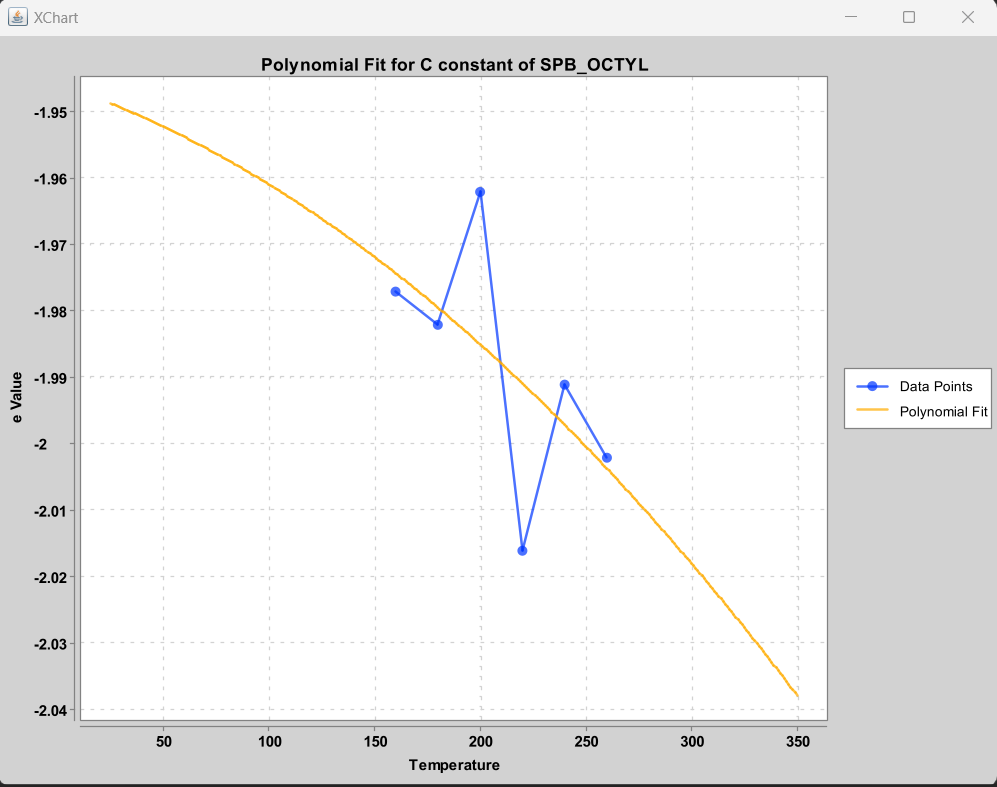 XChart
Polynomial Fit for C constant of SPB_OCTYL
-1.95
-1.96
-1.97
-1.98
-1.99
-2
-2.01
-2.02
-2.03
-2.04
e Value
50 100 150 200 250 300 350
Temperature
Data Points
Polynomial Fit